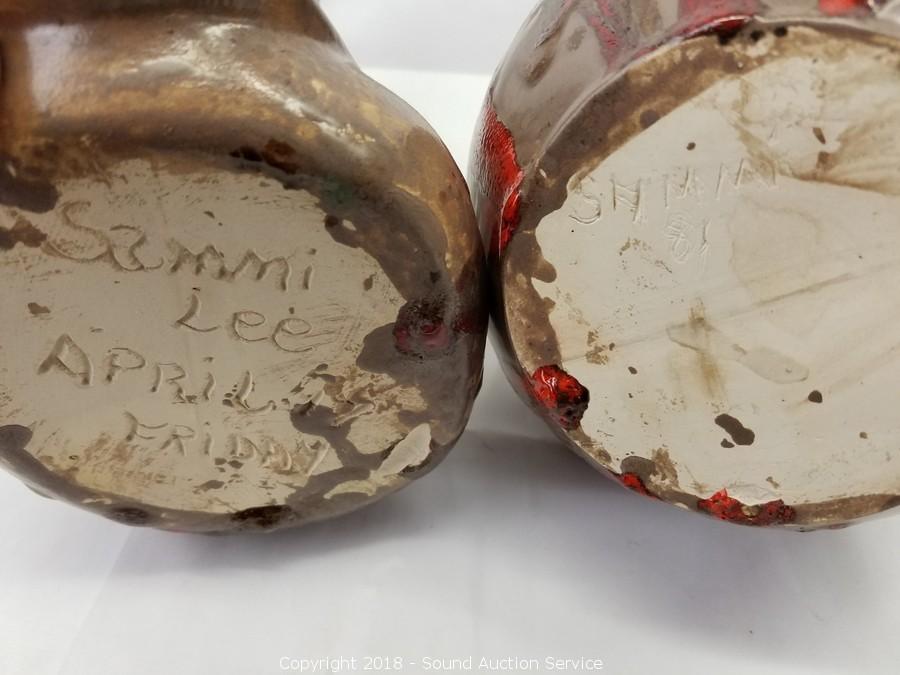 Sammi
Lee
APRIL
FRIDAY
SAMMI
81
Copyright 2018 - Sound Auction Service